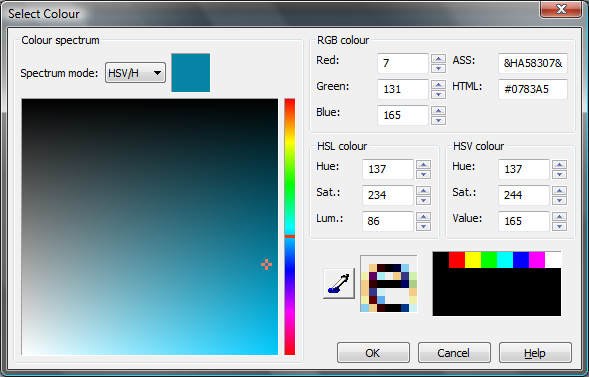 Select Colour
Colour spectrum
Spectrum mode: HSV/H
RGB colour
Red: 7 ASS: &HA58307&
Green: 131 HTML: #0783A5
Blue: 165
HSL colour
Hue: 137
Sat.: 234
Lum.: 86
HSV colour
Hue: 137
Sat.: 244
Value: 165
OK Cancel Help